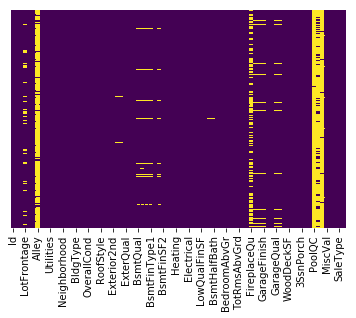 Id
LotFrontage
Alley
Utilities
Neighborhood
BldgType
OverallCond
RoofStyle
Exterior2nd
ExterQual
BsmtQual
BsmtFinType1
BsmtFinSF2
Heating
Electrical
LowQualFinSF
BsmtHalfBath
BedroomAbvGr
TotRmsAbvGrd
FireplaceQu
GarageFinish
GarageQual
WoodDeckSF
3SsnPorch
PoolQC
MiscVal
SaleType